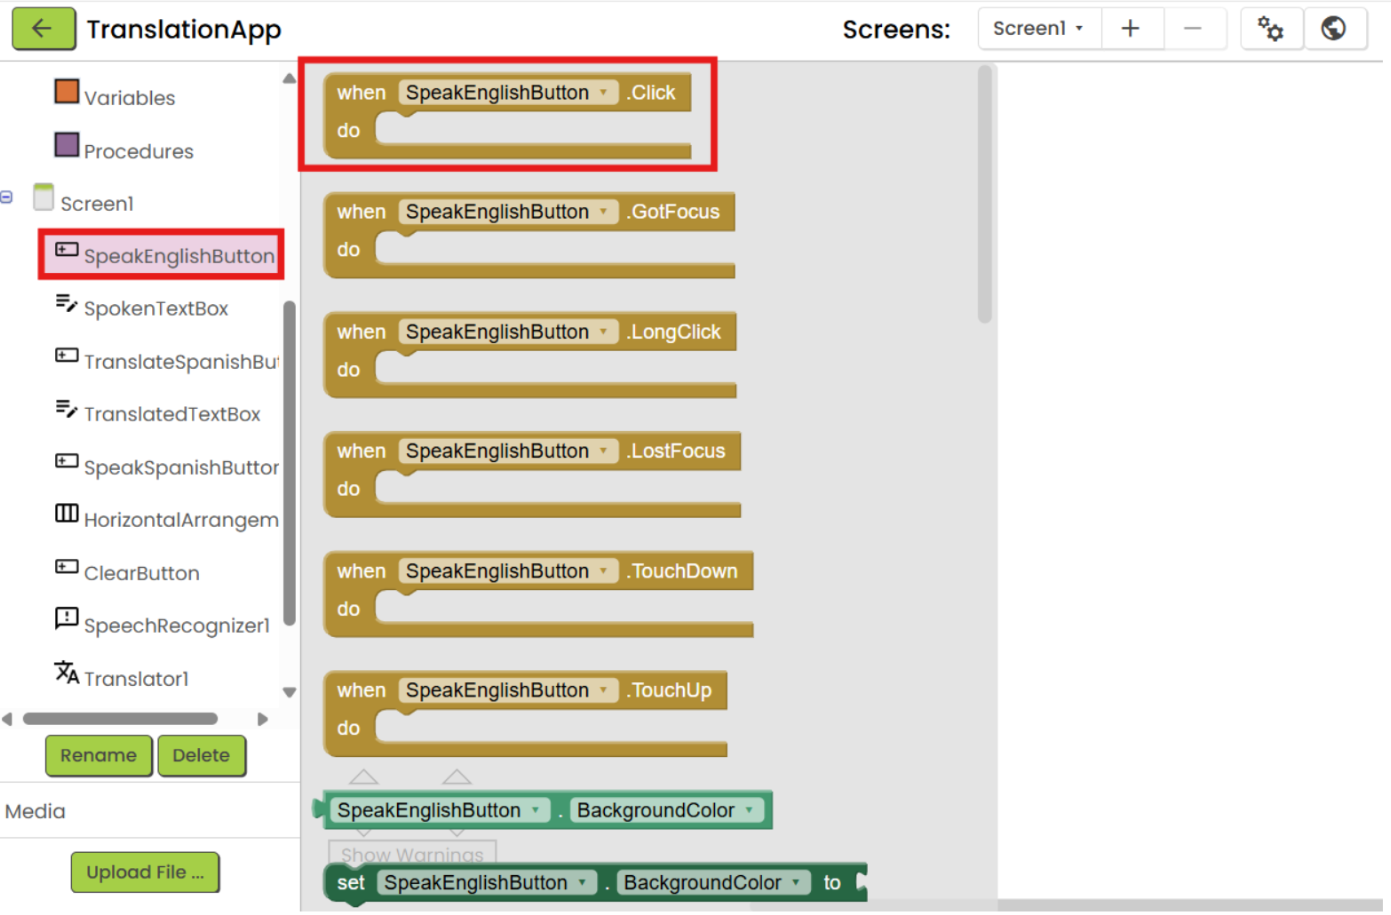 TranslationApp
Screens:
Screen1
Variables
Procedures
Screen1
SpeakEnglishButton
SpokenTextBox
TranslateSpanishBut
TranslatedTextBox
SpeakSpanishButtor
HorizontalArrangem
ClearButton
SpeechRecognizer1
Translator1
Rename
Delete
Media
Upload File ...
when SpeakEnglishButton .Click
do
when SpeakEnglishButton .GotFocus
do
when SpeakEnglishButton .LongClick
do
when SpeakEnglishButton .LostFocus
do
when SpeakEnglishButton .TouchDown
do
when SpeakEnglishButton .TouchUp
do
SpeakEnglishButton . BackgroundColor
Show Warnings
set SpeakEnglishButton . BackgroundColor to